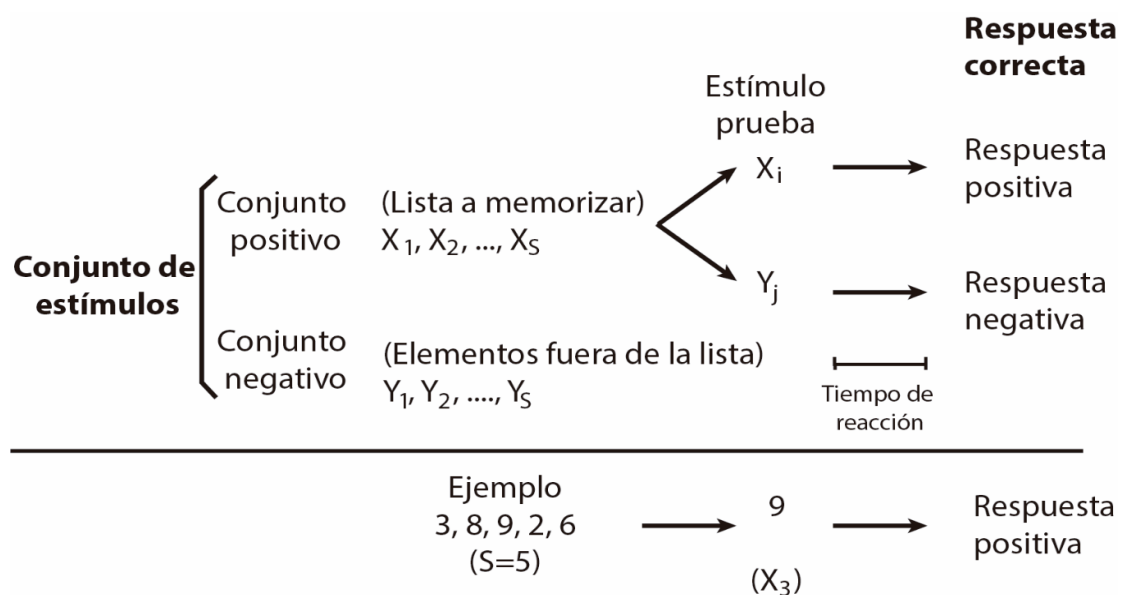 Respuesta
correcta
Estímulo
prueba
Xi
Respuesta
positiva
Conjunto
positivo
(Lista a memorizar)
X1, X2, ..., XS
Conjunto de
estímulos
Yj
Respuesta
negativa
Conjunto
negativo
(Elementos fuera de la lista)
Y1, Y2, ...., YS
Tiempo de
reacción
Ejemplo
3, 8, 9, 2, 6
(S=5)
9
(X3)
Respuesta
positiva